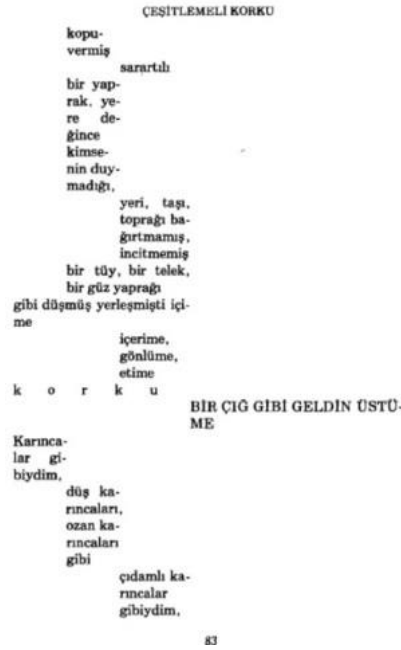 ÇEŞİTLEMELİ KORKU
kopu-
vermiş
sarartılı
bir yap-
rak, ye-
re de-
ğince
kimse-
nin duy-
madığı,
yeri, taşı,
toprağı ba-
ğırtmamış,
incitmemiş
bir tüy, bir telek,
bir güz yaprağı
gibi düşmüş yerleşmişti içi-
me
içerime,
gönlüme,
etime
k o r k u
BİR ÇIĞ GİBİ GELDİN ÜSTÜ-
ME
Karınca-
lar gi-
biydim,
düş ka-
rıncaları,
ozan ka-
rıncaları
gibi
çıdamlı ka-
rıncalar
gibiydim,
83